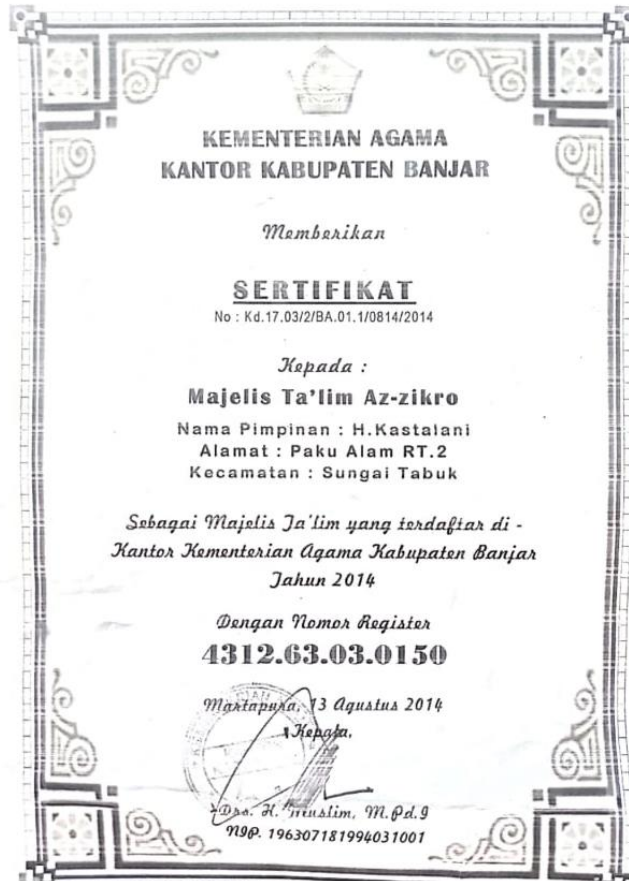 KEMENTERIAN AGAMA
KANTOR KABUPATEN BANJAR
Memberikan
SERTIFIKAT
No : Kd.17.03/2/BA.01.1/0814/2014
Kepada :
Majelis Ta'lim Az-zikro
Nama Pimpinan : H.Kastalani
Alamat : Paku Alam RT.2
Kecamatan : Sungai Tabuk
Sebagai Majelis Ta'lim yang terdaftar di -
Kantor Kementerian Agama Kabupaten Banjar
Tahun 2014
Dengan Nomor Register
4312.63.03.0150
Martapura, 13 Agustus 2014
Kepala,
Drs. H. Muslim, M.Pd.I
NIP. 196307181994031001